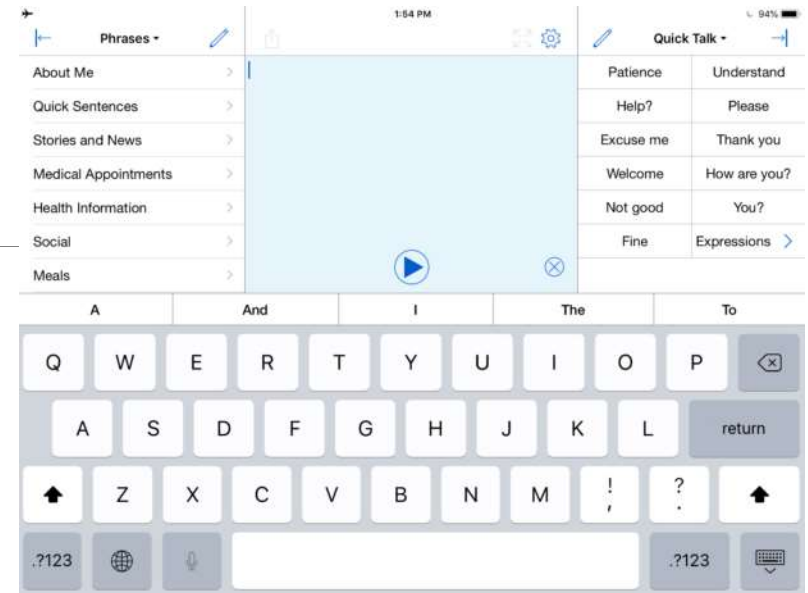 1:54 PM
94%
Phrases
Quick Talk
About Me
Quick Sentences
Stories and News
Medical Appointments
Health Information
Social
Meals
Patience Understand
Help? Please
Excuse me Thank you
Welcome How are you?
Not good You?
Fine Expressions
A And I The To
Q W E R T Y U I O P
A S D F G H J K L return
Z X C V B N M ! , ? .
.?123 .?123